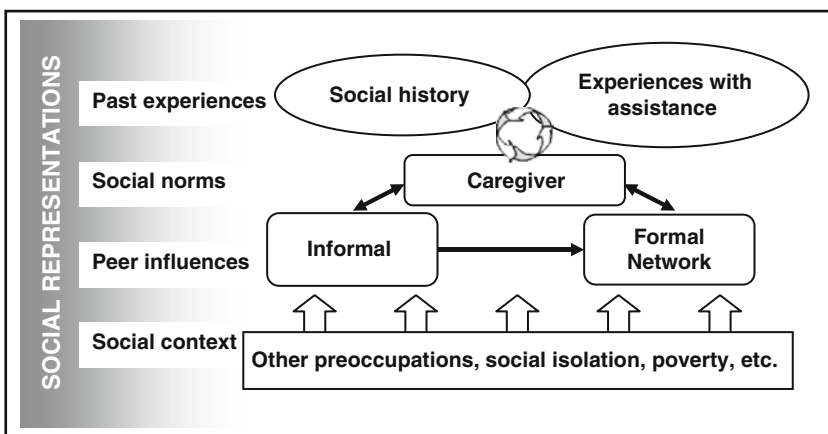 SOCIAL REPRESENTATIONS
Past experiences
Social history
Experiences with
assistance
Social norms
Caregiver
Peer influences
Informal
Formal
Network
Social context
Other preoccupations, social isolation, poverty, etc.